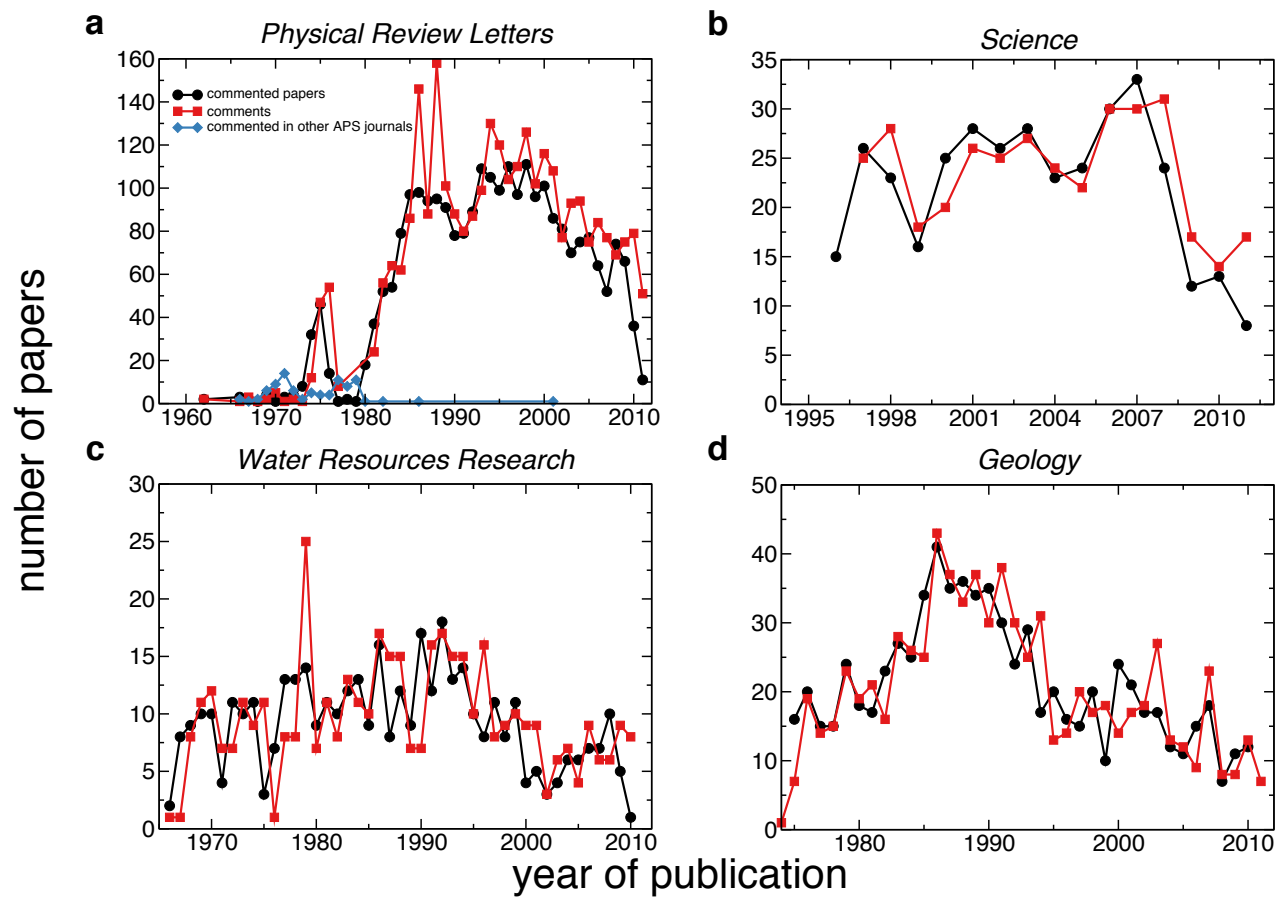 a
Physical Review Letters
160
140
120
100
80
60
40
20
0
commented papers
comments
commented in other APS journals
1960 1970 1980 1990 2000 2010
b
Science
35
30
25
20
15
10
5
0
1995 1998 2001 2004 2007 2010
number of papers
c
Water Resources Research
30
25
20
15
10
5
0
1970 1980 1990 2000 2010
d
Geology
50
40
30
20
10
0
1980 1990 2000 2010
year of publication